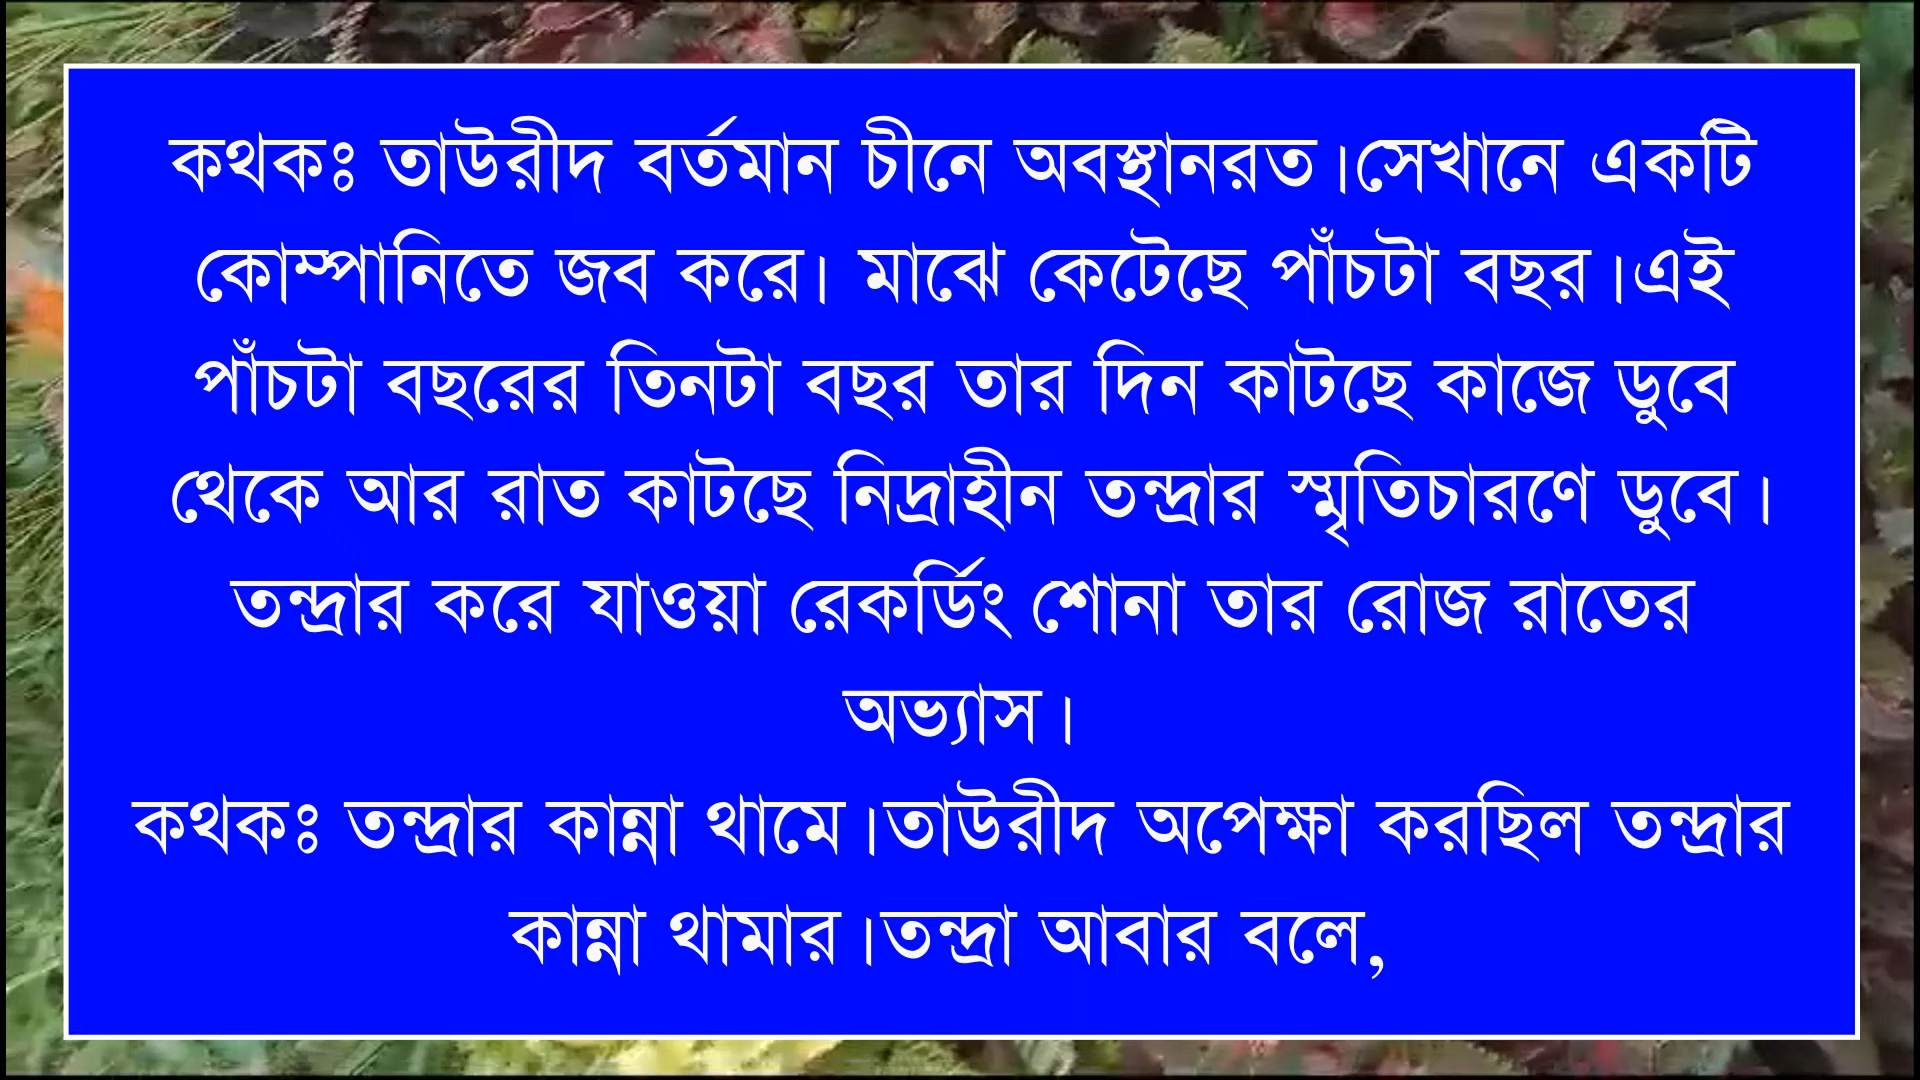 কথকঃ তাউরীদ বর্তমান চীনে অবস্থানরত।সেখানে একটি
কোম্পানিতে জব করে। মাঝে কেটেছে পাঁচটা বছর।এই
পাঁচটা বছরের তিনটা বছর তার দিন কাটছে কাজে ডুবে
থেকে আর রাত কাটছে নিদ্রাহীন তন্দ্রার স্মৃতিচারণে ডুবে।
তন্দ্রার করে যাওয়া রেকর্ডিং শোনা তার রোজ রাতের
অভ্যাস।
কথকঃ তন্দ্রার কান্না থামে।তাউরীদ অপেক্ষা করছিল তন্দ্রার
কান্না থামার।তন্দ্রা আবার বলে,